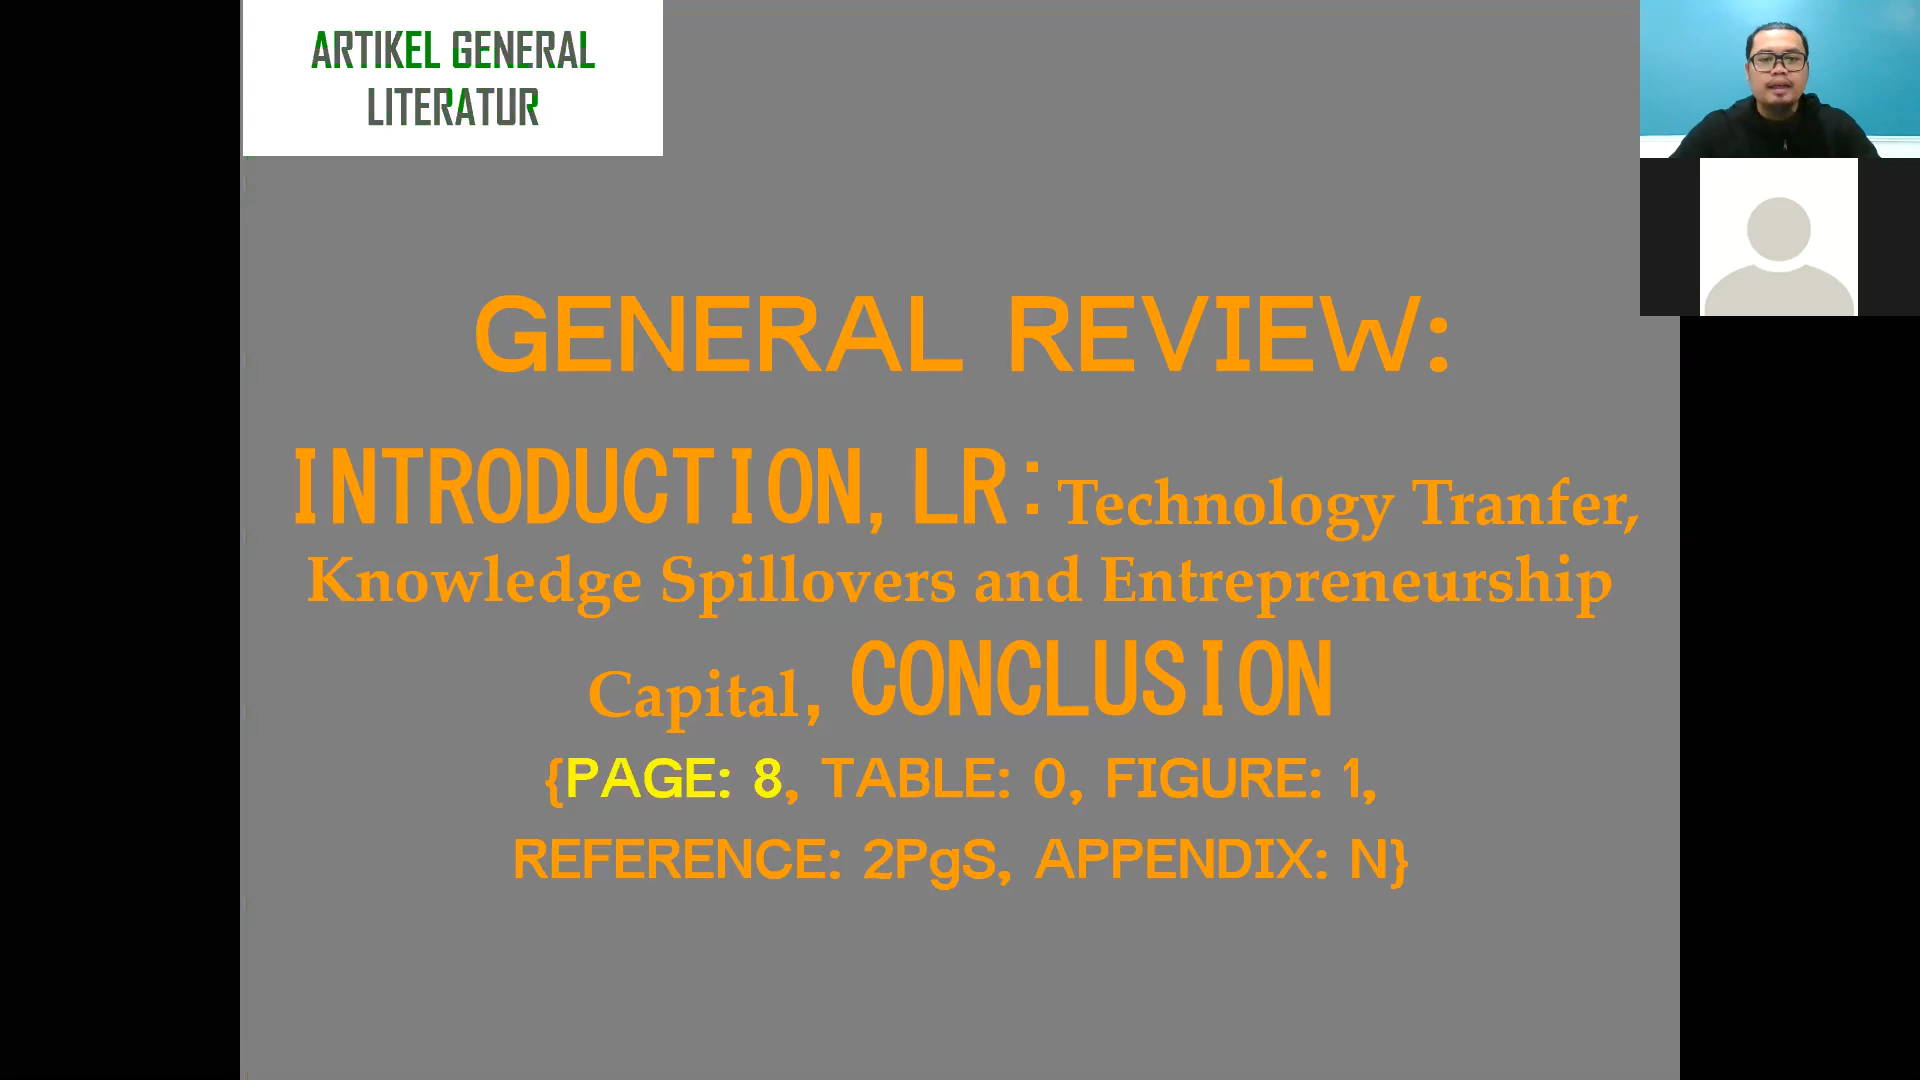 ARTIKEL GENERAL
LITERATUR
GENERAL REVIEW:
INTRODUCTION, LR: Technology Tranfer,
Knowledge Spillovers and Entrepreneurship
Capital, CONCLUSION
{PAGE: 8, TABLE: 0, FIGURE: 1,
REFERENCE: 2PgS, APPENDIX: N}